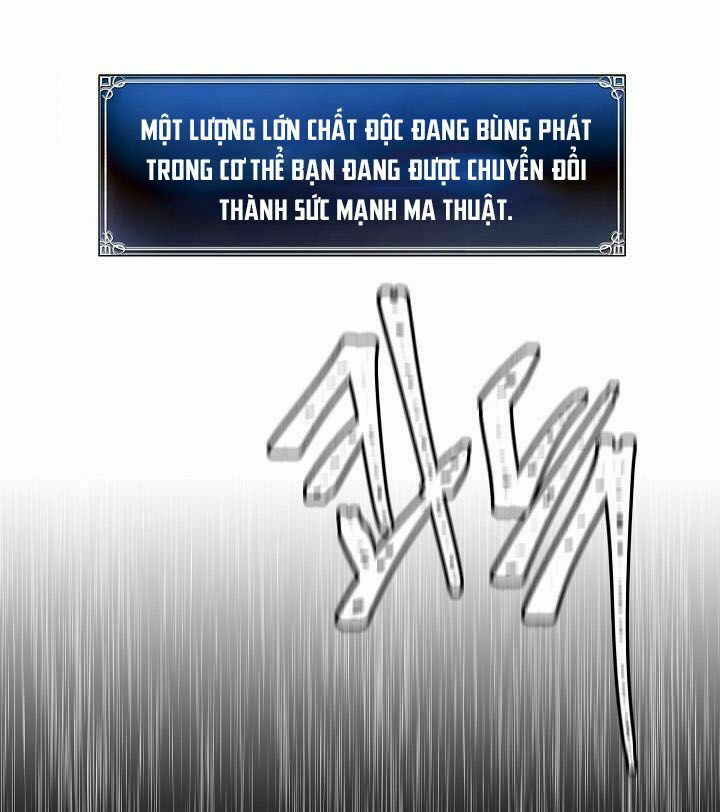 MỘT LƯỢNG LỚN CHẤT ĐỘC ĐANG BÙNG PHÁT
TRONG CƠ THỂ BẠN ĐANG ĐƯỢC CHUYỂN ĐỔI
THÀNH SỨC MẠNH MA THUẬT.